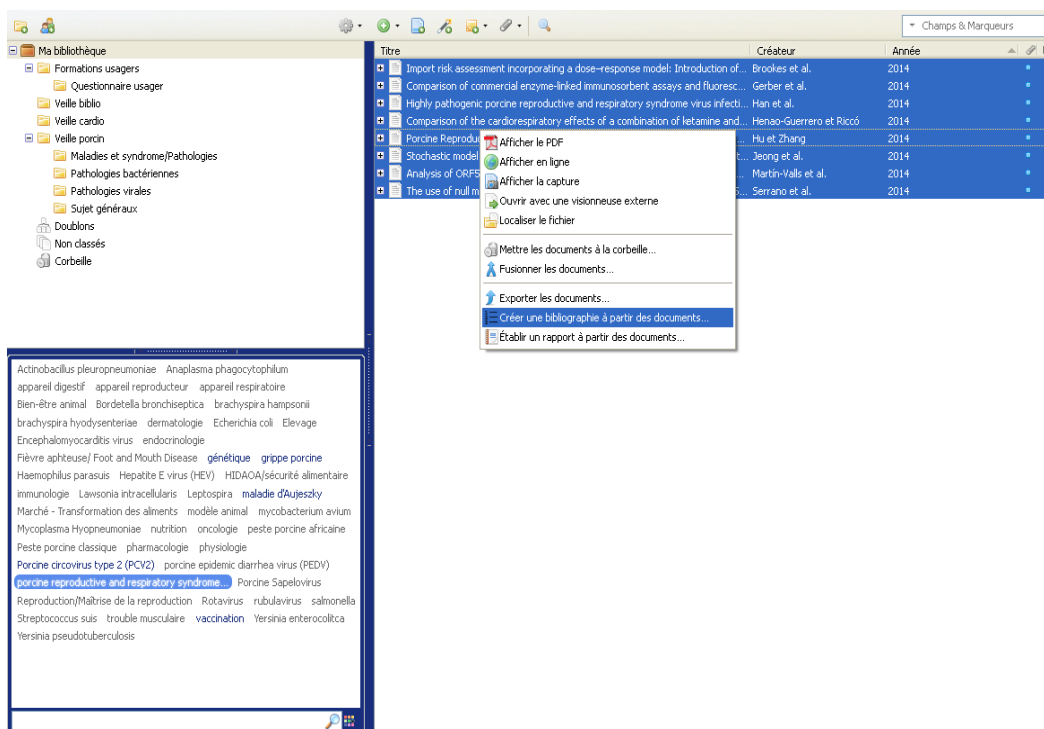 Champs & Marqueurs
Ma bibliothèque
Formations usagers
Questionnaire usager
Veille biblio
Veille cardio
Veille porcin
Maladies et syndrome/Pathologies
Pathologies bactériennes
Pathologies virales
Sujet généraux
Doublons
Non classés
Corbeille
Titre Créateur Année
Import risk assessment incorporating a dose–response model: Introduction of... Brookes et al. 2014
Comparison of commercial enzyme-linked immunosorbent assays and fluoresc... Gerber et al. 2014
Highly pathogenic porcine reproductive and respiratory syndrome virus infecti... Han et al. 2014
Comparison of the cardiorespiratory effects of a combination of ketamine and... Henao-Guerrero et Riccó 2014
Porcine Reprodu Hu et Zhang 2014
Stochastic model t... Jeong et al. 2014
Analysis of ORF5 ... Martín-Valls et al. 2014
The use of null m 5... Serrano et al. 2014
Afficher le PDF
Afficher en ligne
Afficher la capture
Ouvrir avec une visionneuse externe
Localiser le fichier
Mettre les documents à la corbeille...
Fusionner les documents...
Exporter les documents...
Créer une bibliographie à partir des documents...
Établir un rapport à partir des documents...
Actinobacillus pleuropneumoniae Anaplasma phagocytophilum
appareil digestif appareil reproducteur appareil respiratoire
Bien-être animal Bordetella bronchiseptica brachyspira hampsonii
brachyspira hyodysenteriae dermatologie Echerichia coli Elevage
Encephalomyocarditis virus endocrinologie
Fièvre aphteuse/ Foot and Mouth Disease génétique grippe porcine
Haemophilus parasuis Hepatite E virus (HEV) HIDAOA/sécurité alimentaire
immunologie Lawsonia intracellularis Leptospira maladie d'Aujeszky
Marché - Transformation des aliments modèle animal mycobacterium avium
Mycoplasma Hyopneumoniae nutrition oncologie peste porcine africaine
Peste porcine classique pharmacologie physiologie
Porcine circovirus type 2 (PCV2) porcine epidemic diarrhea virus (PEDV)
porcine reproductive and respiratory syndrome... Porcine Sapelovirus
Reproduction/Maîtrise de la reproduction Rotavirus rubulavirus salmonella
Streptococcus suis trouble musculaire vaccination Yersinia enterocolitca
Yersinia pseudotuberculosis